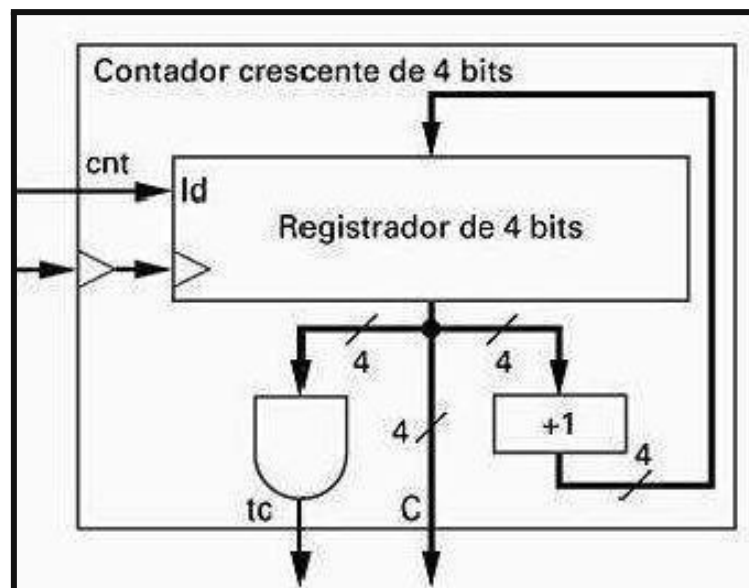 Contador crescente de 4 bits
cnt
ld
Registrador de 4 bits
4
4
4
+1
4
tc
C